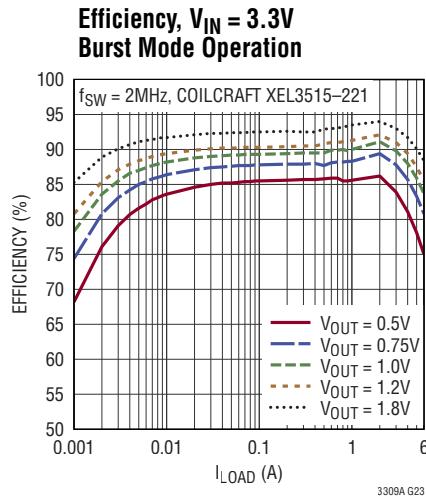 Efficiency, VIN = 3.3V
Burst Mode Operation
fSW = 2MHz, COILCRAFT XEL3515–221
EFFICIENCY (%)
100
95
90
85
80
75
70
65
60
55
50
VOUT = 0.5V
VOUT = 0.75V
VOUT = 1.0V
VOUT = 1.2V
VOUT = 1.8V
0.001 0.01 0.1 1 6
ILOAD (A)
3309A G23